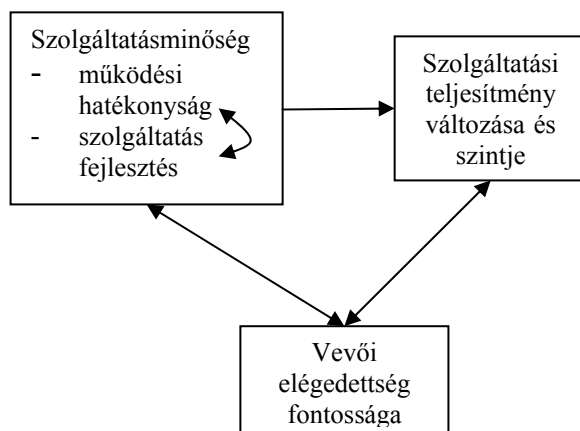 Szolgáltatásminőség
- működési
hatékonyság
- szolgáltatás
fejlesztés
Szolgáltatási
teljesítmény
változása és
szintje
Vevői
elégedettség
fontossága